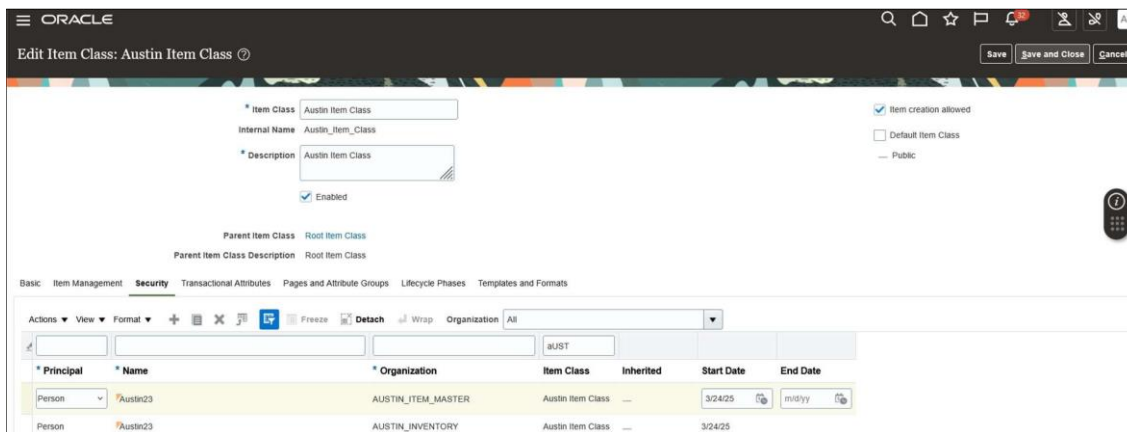 ORACLE
32
A
Edit Item Class: Austin Item Class
Save
Save and Close
Cancel
* Item Class Austin Item Class
Item creation allowed
Internal Name Austin_Item_Class
Default Item Class
* Description Austin Item Class
— Public
Enabled
Parent Item Class Root Item Class
Parent Item Class Description Root Item Class
Basic Item Management Security Transactional Attributes Pages and Attribute Groups Lifecycle Phases Templates and Formats
Actions View Format Freeze Detach Wrap Organization All
aUST
* Principal * Name * Organization Item Class Inherited Start Date End Date
Person Austin23 AUSTIN_ITEM_MASTER Austin Item Class — 3/24/25 m/d/yy
Person Austin23 AUSTIN_INVENTORY Austin Item Class — 3/24/25